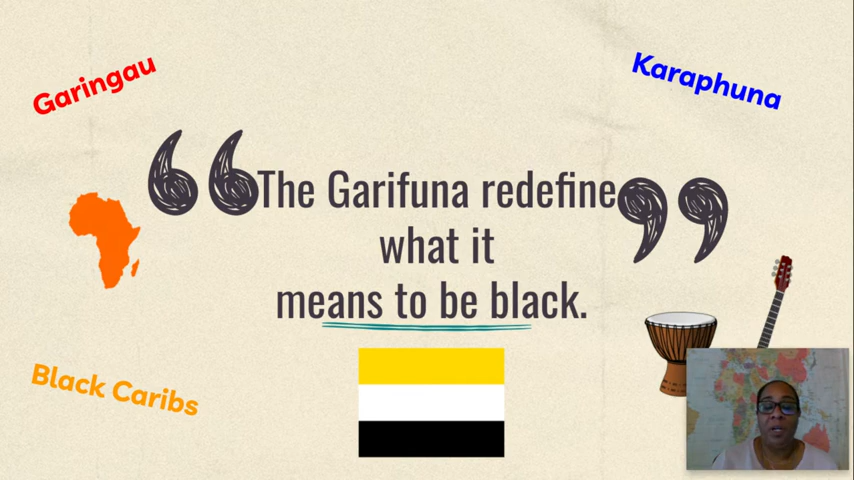 Garingau
Karaphuna
“The Garifuna redefine”
what it
means to be black.
Black Caribs